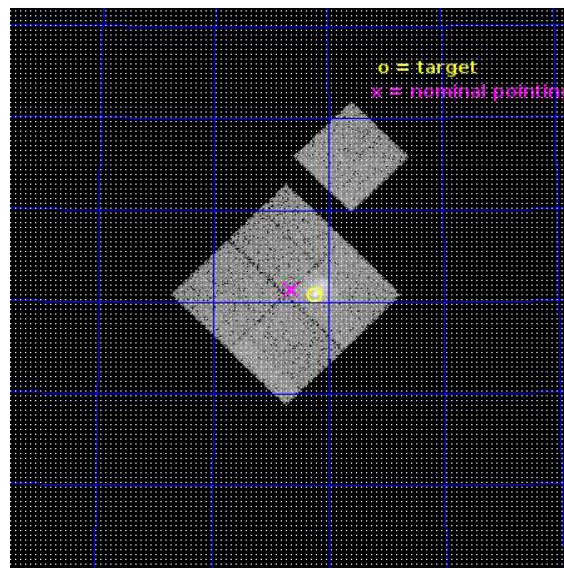 o = target
x = nominal pointing